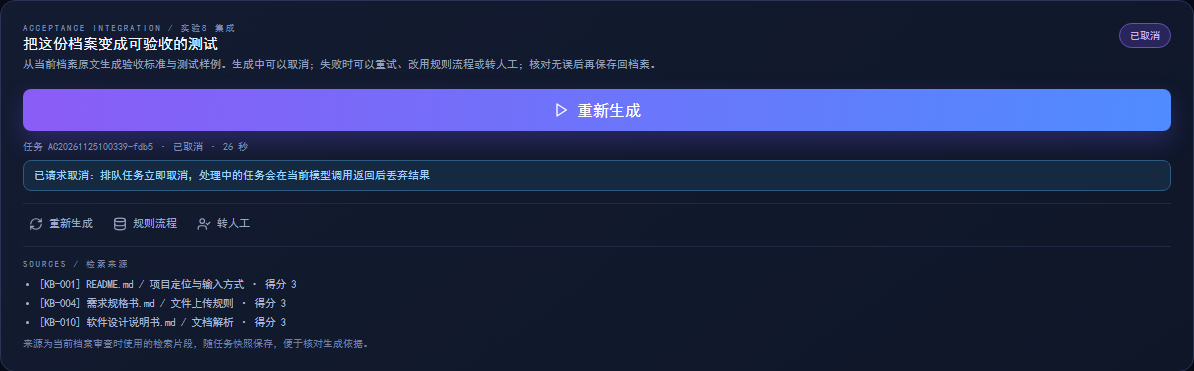 ACCEPTANCE INTEGRATION / 实验8 集成
把这份档案变成可验收的测试
已取消
从当前档案原文生成验收标准与测试样例。生成中可以取消；失败时可以重试、改用规则流程或转人工；核对无误后再保存回档案。
重新生成
任务 AC20261125100339-fdb5 · 已取消 · 26 秒
已请求取消：排队任务立即取消，处理中的任务会在当前模型调用返回后丢弃结果
重新生成 规则流程 转人工
SOURCES / 检索来源
• [KB-001] README.md / 项目定位与输入方式 · 得分 3
• [KB-004] 需求规格书.md / 文件上传规则 · 得分 3
• [KB-010] 软件设计说明书.md / 文档解析 · 得分 3
来源为当前档案审查时使用的检索片段，随任务快照保存，便于核对生成依据。